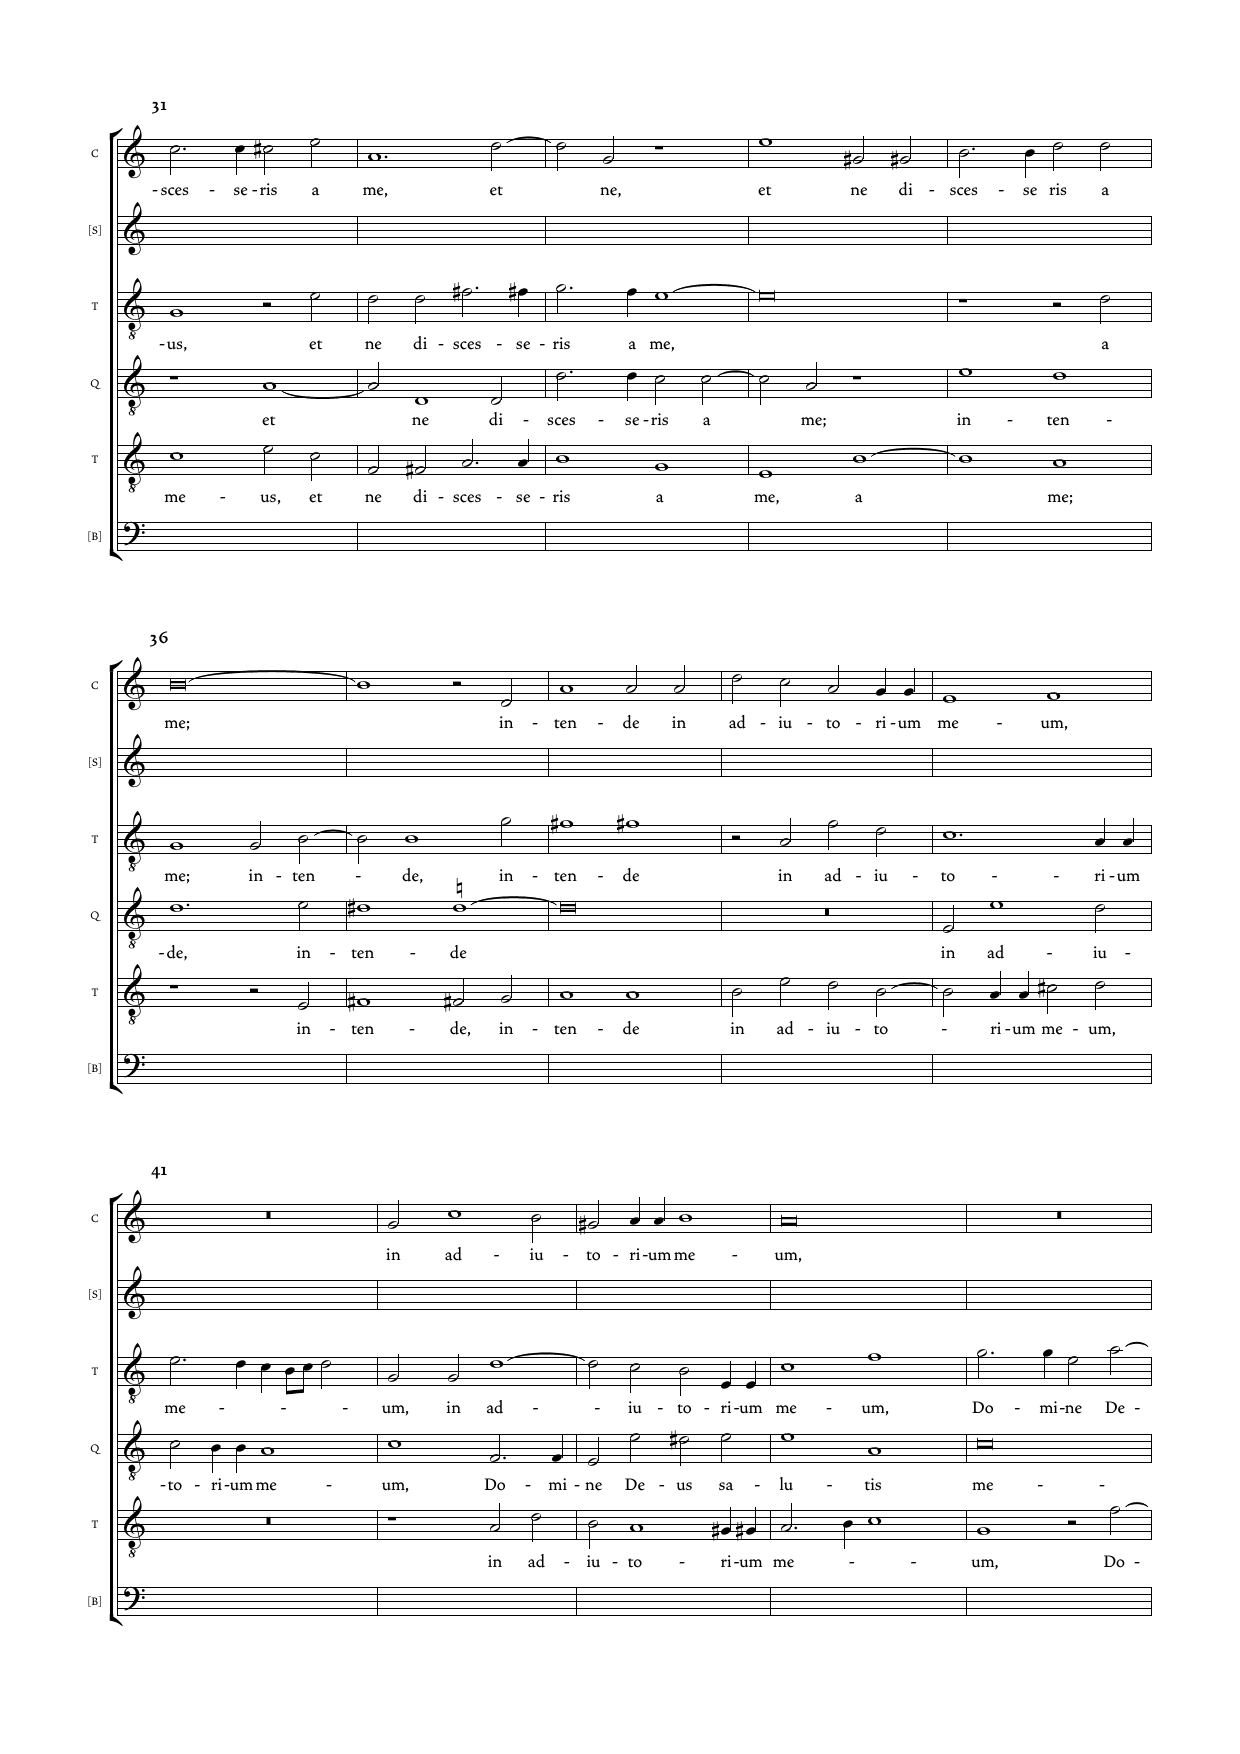 31
C
-sces - se - ris a me, et ne, et ne di - sces - se ris a
[S]
T
-us, et ne di - sces - se - ris a me, a
Q
et ne di - sces - se - ris a me; in - ten -
T
me - us, et ne di - sces - se - ris a me, a me;
[B]
36
C
me; in - ten - de in ad - iu - to - ri - um me - um,
[S]
T
me; in - ten - de, in - ten - de in ad - iu - to - - ri - um
Q
-de, in - ten - de in ad - iu -
T
in - ten - de, in - ten - de in ad - iu - to - ri - um me - um,
[B]
41
C
in ad - iu - to - ri - um me - um,
[S]
T
me - - - um, in ad - - iu - to - ri - um me - um, Do - mi - ne De -
Q
-to - ri - um me - um, Do - mi - ne De - us sa - lu - tis me - -
T
in ad - iu - to - ri - um me - - um, Do -
[B]